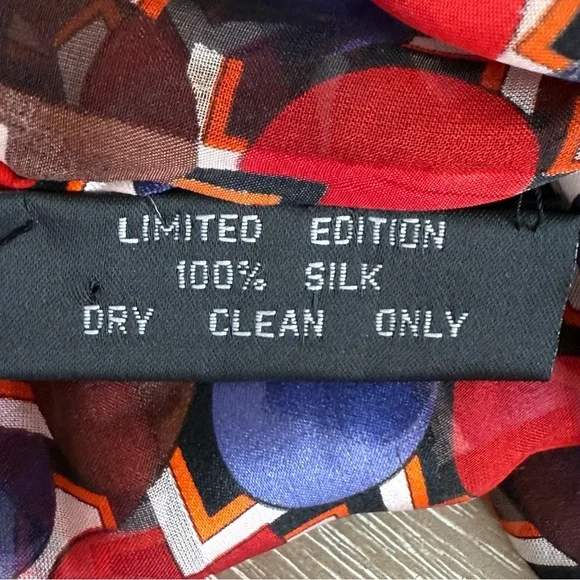 LIMITED EDITION
100% SILK
DRY CLEAN ONLY